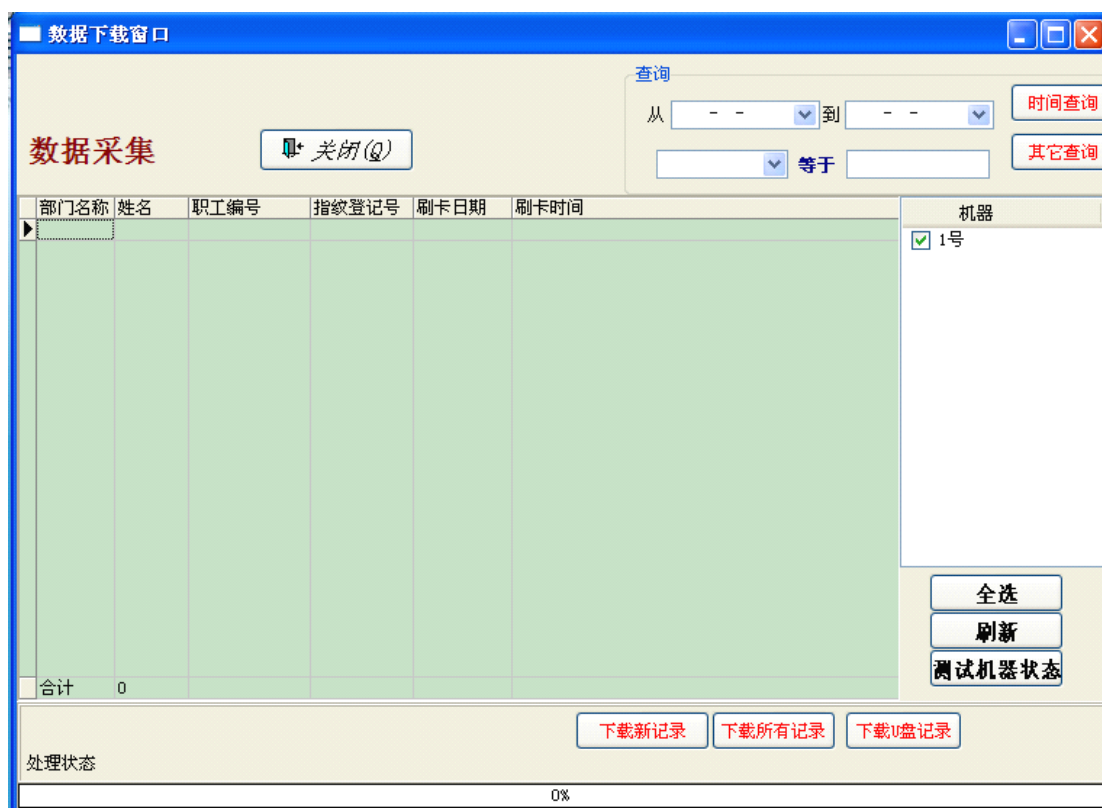 数据下载窗口
查询
从 - - 到 - - 时间查询
数据采集 关闭(Q) 等于 其它查询
部门名称 姓名 职工编号 指纹登记号 刷卡日期 刷卡时间 机器
1号
全选
刷新
测试机器状态
合计 0
下载新记录 下载所有记录 下载U盘记录
处理状态
0%